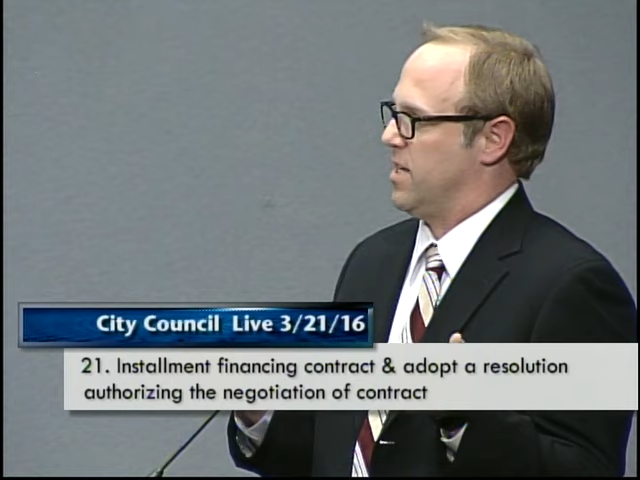 City Council Live 3/21/16
21. Installment financing contract & adopt a resolution
authorizing the negotiation of contract